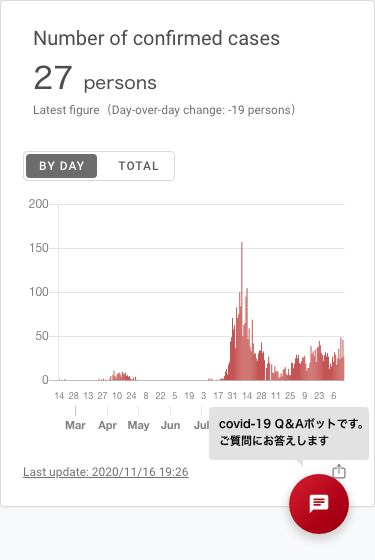 Number of confirmed cases
27 persons
Latest figure（Day-over-day change: -19 persons）
BY DAY TOTAL
200
150
100
50
0
14 28 13 27 10 24 8 22 5 19 3 17 31 14 28 11 25 9 23 6
Mar Apr May Jun Jul
covid-19 Q&Aボットです。
ご質問にお答えします
Last update: 2020/11/16 19:26